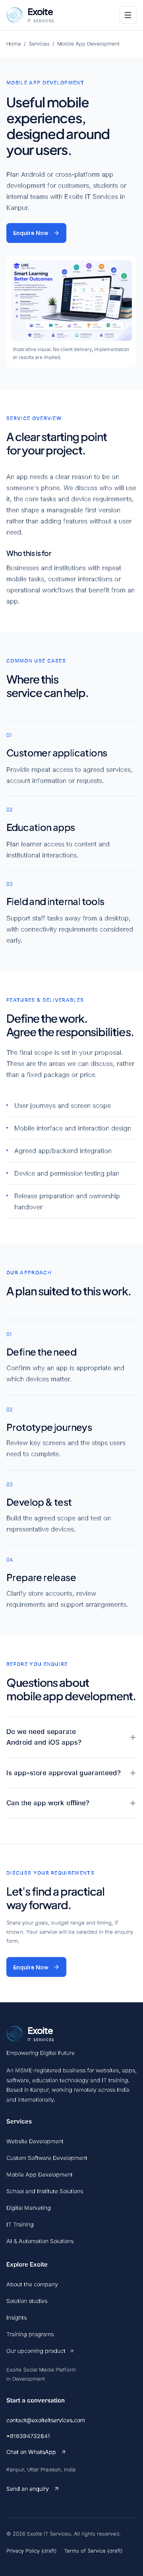 Exoite
IT SERVICES
Home / Services / Mobile App Development
MOBILE APP DEVELOPMENT
Useful mobile
experiences,
designed around
your users.
Plan Android or cross-platform app
development for customers, students or
internal teams with Exoite IT Services in
Kanpur.
Enquire Now →
LMS
Smart Learning
Better Outcomes
Illustrative visual. No client delivery, implementation
or results are implied.
SERVICE OVERVIEW
A clear starting point
for your project.
An app needs a clear reason to be on
someone's phone. We discuss who will use
it, the core tasks and device requirements,
then shape a manageable first version
rather than adding features without a user
need.
Who this is for
Businesses and institutions with repeat
mobile tasks, customer interactions or
operational workflows that benefit from an
app.
COMMON USE CASES
Where this
service can help.
01
Customer applications
Provide repeat access to agreed services,
account information or requests.
02
Education apps
Plan learner access to content and
institutional interactions.
03
Field and internal tools
Support staff tasks away from a desktop,
with connectivity requirements considered
early.
FEATURES & DELIVERABLES
Define the work.
Agree the responsibilities.
The final scope is set in your proposal.
These are the areas we can discuss, rather
than a fixed package or price.
• User journeys and screen scope
• Mobile interface and interaction design
• Agreed app/backend integration
• Device and permission testing plan
• Release preparation and ownership
handover
OUR APPROACH
A plan suited to this work.
01
Define the need
Confirm why an app is appropriate and
which devices matter.
02
Prototype journeys
Review key screens and the steps users
need to complete.
03
Develop & test
Build the agreed scope and test on
representative devices.
04
Prepare release
Clarify store accounts, review
requirements and support arrangements.
BEFORE YOU ENQUIRE
Questions about
mobile app development.
Do we need separate
Android and iOS apps? +
Is app-store approval guaranteed? +
Can the app work offline? +
DISCUSS YOUR REQUIREMENTS
Let's find a practical
way forward.
Share your goals, budget range and timing, if
known. Your service will be selected in the enquiry
form.
Enquire Now →
Exoite
IT SERVICES
Empowering Digital Future
An MSME-registered business for websites, apps,
software, education technology and IT training.
Based in Kanpur, working remotely across India
and internationally.
Services
Website Development
Custom Software Development
Mobile App Development
School and Institute Solutions
Digital Marketing
IT Training
AI & Automation Solutions
Explore Exoite
About the company
Solution studies
Insights
Training programs
Our upcoming product ↗
Exoite Social Media Platform
In Development
Start a conversation
contact@exoiteitservices.com
+916394732841
Chat on WhatsApp ↗
Kanpur, Uttar Pradesh, India
Send an enquiry ↗
© 2026 Exoite IT Services. All rights reserved.
Privacy Policy (draft) Terms of Service (draft)